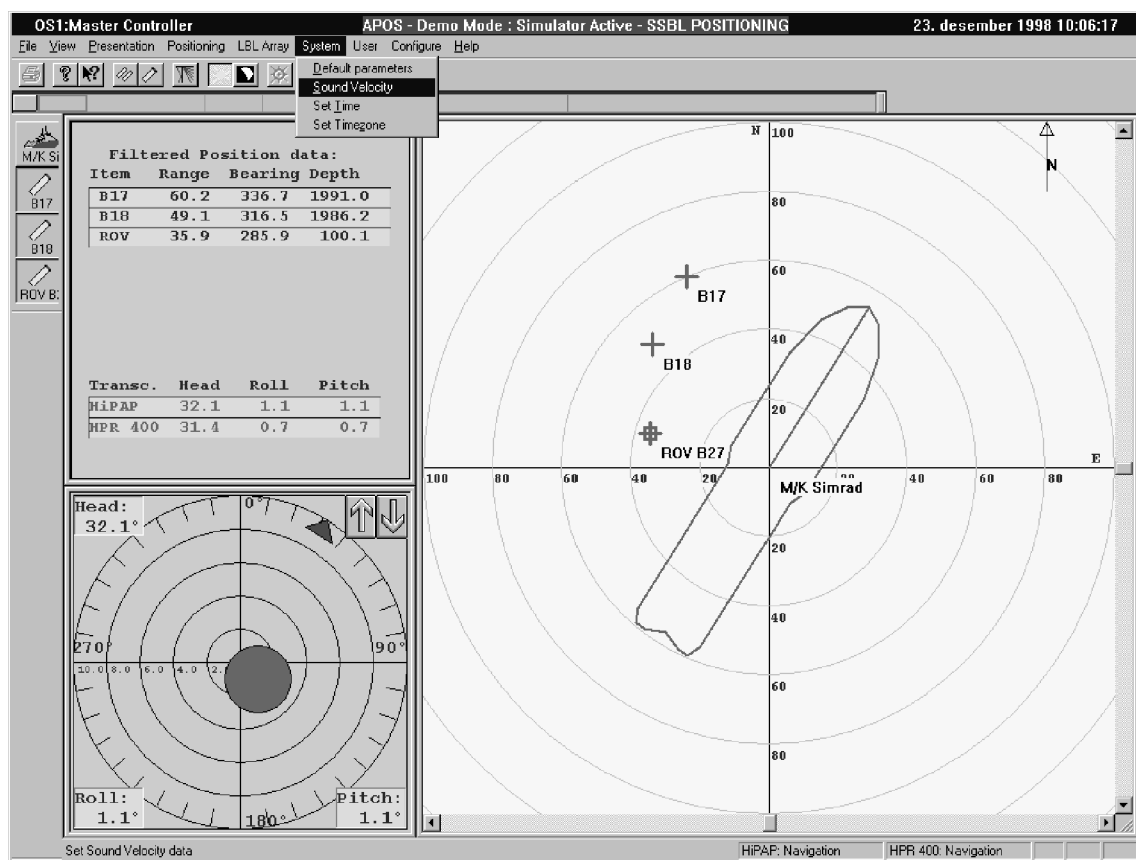 OS1:Master Controller APOS - Demo Mode : Simulator Active - SSBL POSITIONING 23. desember 1998 10:06:17
File View Presentation Positioning LBL Array System User Configure Help
Default parameters
Sound Velocity
Set Time
Set Timezone
M/K Si
B17
B18
ROV B
Filtered Position data:
Item Range Bearing Depth
B17 60.2 336.7 1991.0
B18 49.1 316.5 1986.2
ROV 35.9 285.9 100.1
Transc. Head Roll Pitch
HiPAP 32.1 1.1 1.1
HPR 400 31.4 0.7 0.7
Head:
32.1°
0°
270° 90°
10.0 8.0 6.0 4.0 2.
Roll: Pitch:
1.1° 180° 1.1°
N 100
N
80
60
B17
40
B18
20
ROV B27
E
100 80 60 40 20 40 60 80
M/K Simrad
20
40
60
80
Set Sound Velocity data HiPAP: Navigation HPR 400: Navigation